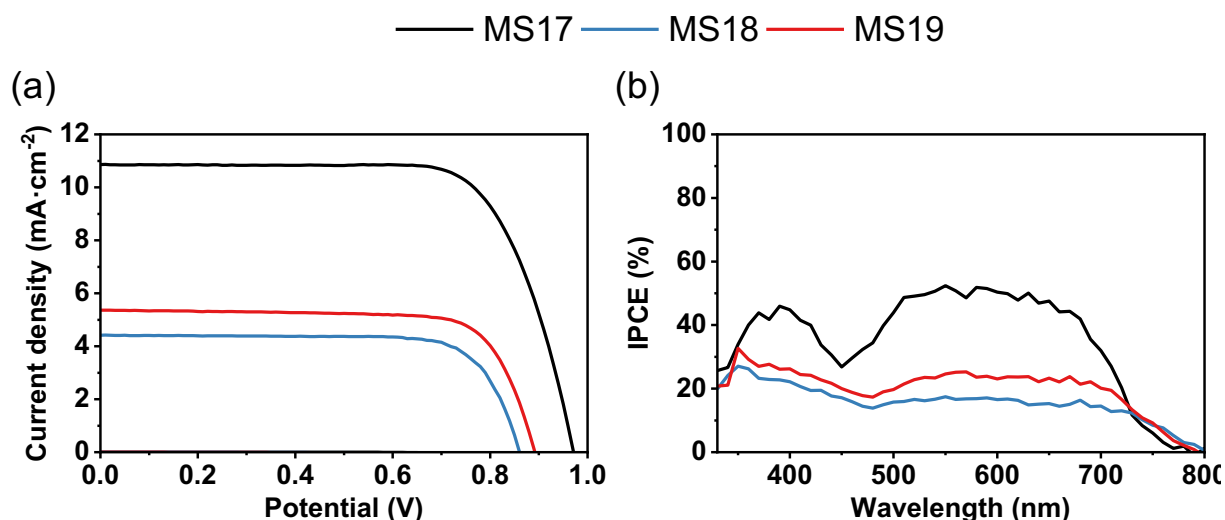 MS17 MS18 MS19
(a)
12
10
8
6
4
2
0
Current density (mA·cm-2)
0.0 0.2 0.4 0.6 0.8 1.0
Potential (V)
(b)
100
80
60
40
20
0
IPCE (%)
400 500 600 700 800
Wavelength (nm)